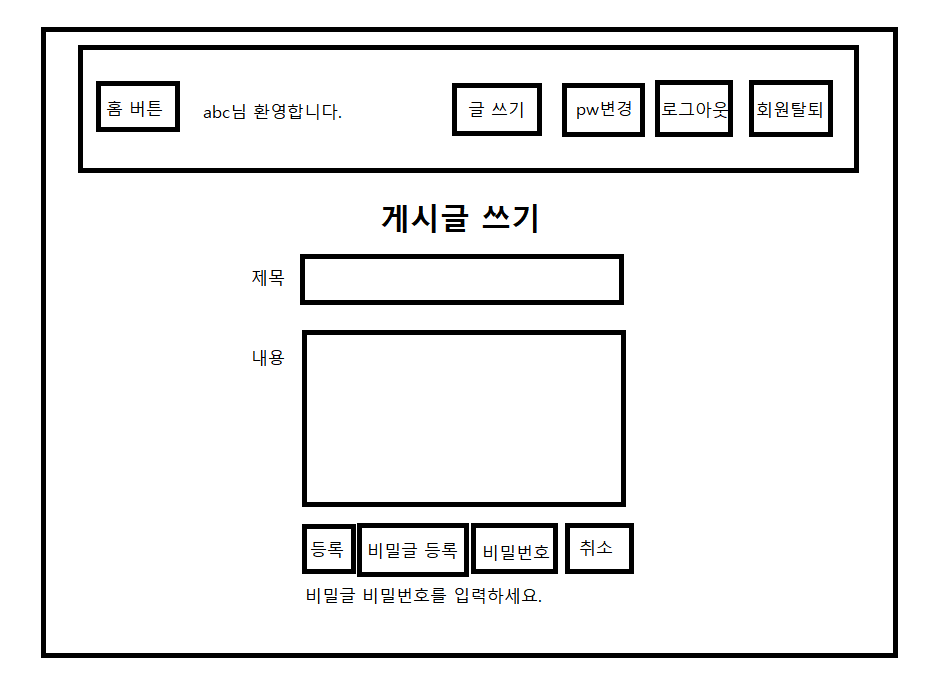 홈 버튼 abc님 환영합니다. 글 쓰기 pw변경 로그아웃 회원탈퇴
게시글 쓰기
제목
내용
등록 비밀글 등록 비밀번호 취소
비밀글 비밀번호를 입력하세요.